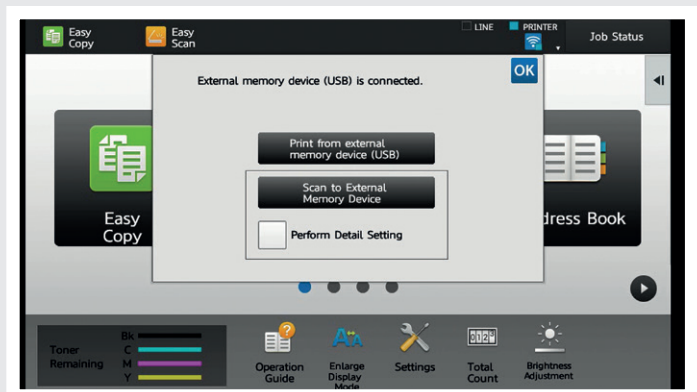 Easy
Copy
Easy
Scan
LINE
PRINTER
Job Status
External memory device (USB) is connected.
OK
Print from external
memory device (USB)
Scan to External
Memory Device
Perform Detail Setting
Easy
Copy
dress Book
Toner
Remaining
Bk
C
M
Y
Operation
Guide
Enlarge
Display
Mode
Settings
Total
Count
Brightness
Adjustment